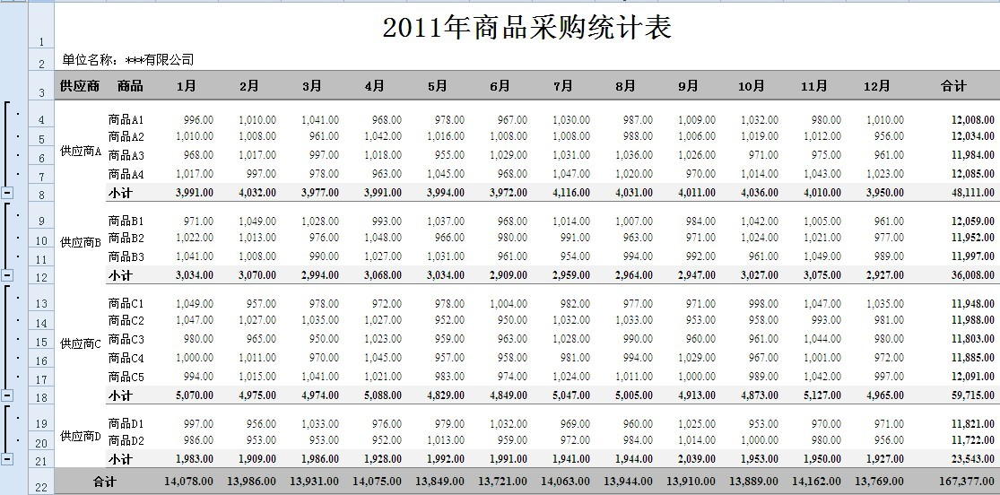 2011年商品采购统计表
单位名称：***有限公司
供应商 商品 1月 2月 3月 4月 5月 6月 7月 8月 9月 10月 11月 12月 合计
商品A1 996.00 1,010.00 1,041.00 968.00 978.00 967.00 1,030.00 987.00 1,009.00 1,032.00 980.00 1,010.00 12,008.00
商品A2 1,010.00 1,008.00 961.00 1,042.00 1,016.00 1,008.00 1,008.00 988.00 1,006.00 1,019.00 1,012.00 956.00 12,034.00
供应商A 商品A3 968.00 1,017.00 997.00 1,018.00 955.00 1,029.00 1,031.00 1,036.00 1,026.00 971.00 975.00 961.00 11,984.00
商品A4 1,017.00 997.00 978.00 963.00 1,045.00 968.00 1,047.00 1,020.00 970.00 1,014.00 1,043.00 1,023.00 12,085.00
小计 3,991.00 4,032.00 3,977.00 3,991.00 3,994.00 3,972.00 4,116.00 4,031.00 4,011.00 4,036.00 4,010.00 3,950.00 48,111.00
商品B1 971.00 1,049.00 1,028.00 993.00 1,037.00 968.00 1,014.00 1,007.00 984.00 1,042.00 1,005.00 961.00 12,059.00
供应商B 商品B2 1,022.00 1,013.00 976.00 1,048.00 966.00 980.00 991.00 963.00 971.00 1,024.00 1,021.00 977.00 11,952.00
商品B3 1,041.00 1,008.00 990.00 1,027.00 1,031.00 961.00 954.00 994.00 992.00 961.00 1,049.00 989.00 11,997.00
小计 3,034.00 3,070.00 2,994.00 3,068.00 3,034.00 2,909.00 2,959.00 2,964.00 2,947.00 3,027.00 3,075.00 2,927.00 36,008.00
商品C1 1,049.00 957.00 978.00 972.00 978.00 1,004.00 982.00 977.00 971.00 998.00 1,047.00 1,035.00 11,948.00
商品C2 1,047.00 1,027.00 1,035.00 1,027.00 952.00 950.00 1,032.00 1,033.00 953.00 958.00 993.00 981.00 11,988.00
供应商C 商品C3 980.00 965.00 950.00 1,023.00 959.00 963.00 1,028.00 990.00 960.00 961.00 1,044.00 980.00 11,803.00
商品C4 1,000.00 1,011.00 970.00 1,045.00 957.00 958.00 981.00 994.00 1,029.00 967.00 1,001.00 972.00 11,885.00
商品C5 994.00 1,015.00 1,041.00 1,021.00 983.00 974.00 1,024.00 1,011.00 1,000.00 989.00 1,042.00 997.00 12,091.00
小计 5,070.00 4,975.00 4,974.00 5,088.00 4,829.00 4,849.00 5,047.00 5,005.00 4,913.00 4,873.00 5,127.00 4,965.00 59,715.00
商品D1 997.00 956.00 1,033.00 976.00 979.00 1,032.00 969.00 960.00 1,025.00 953.00 970.00 971.00 11,821.00
供应商D 商品D2 986.00 953.00 953.00 952.00 1,013.00 959.00 972.00 984.00 1,014.00 1,000.00 980.00 956.00 11,722.00
小计 1,983.00 1,909.00 1,986.00 1,928.00 1,992.00 1,991.00 1,941.00 1,944.00 2,039.00 1,953.00 1,950.00 1,927.00 23,543.00
合计 14,078.00 13,986.00 13,931.00 14,075.00 13,849.00 13,721.00 14,063.00 13,944.00 13,910.00 13,889.00 14,162.00 13,769.00 167,377.00